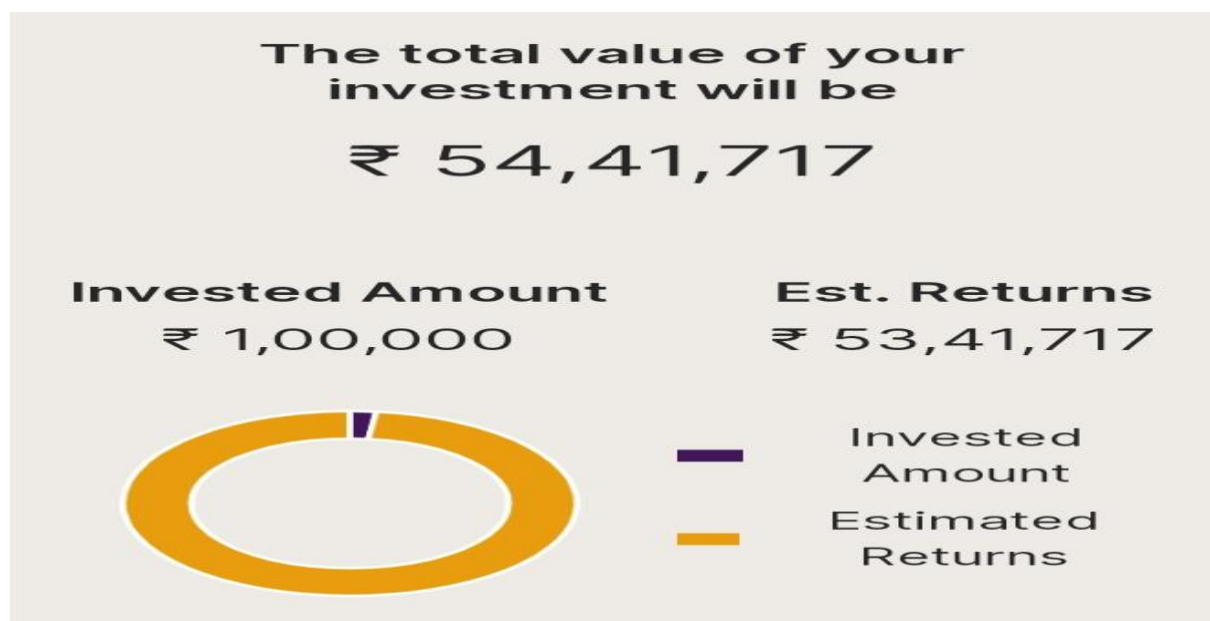 The total value of your
investment will be
₹ 54,41,717
Invested Amount
₹ 1,00,000
Est. Returns
₹ 53,41,717
Invested
Amount
Estimated
Returns